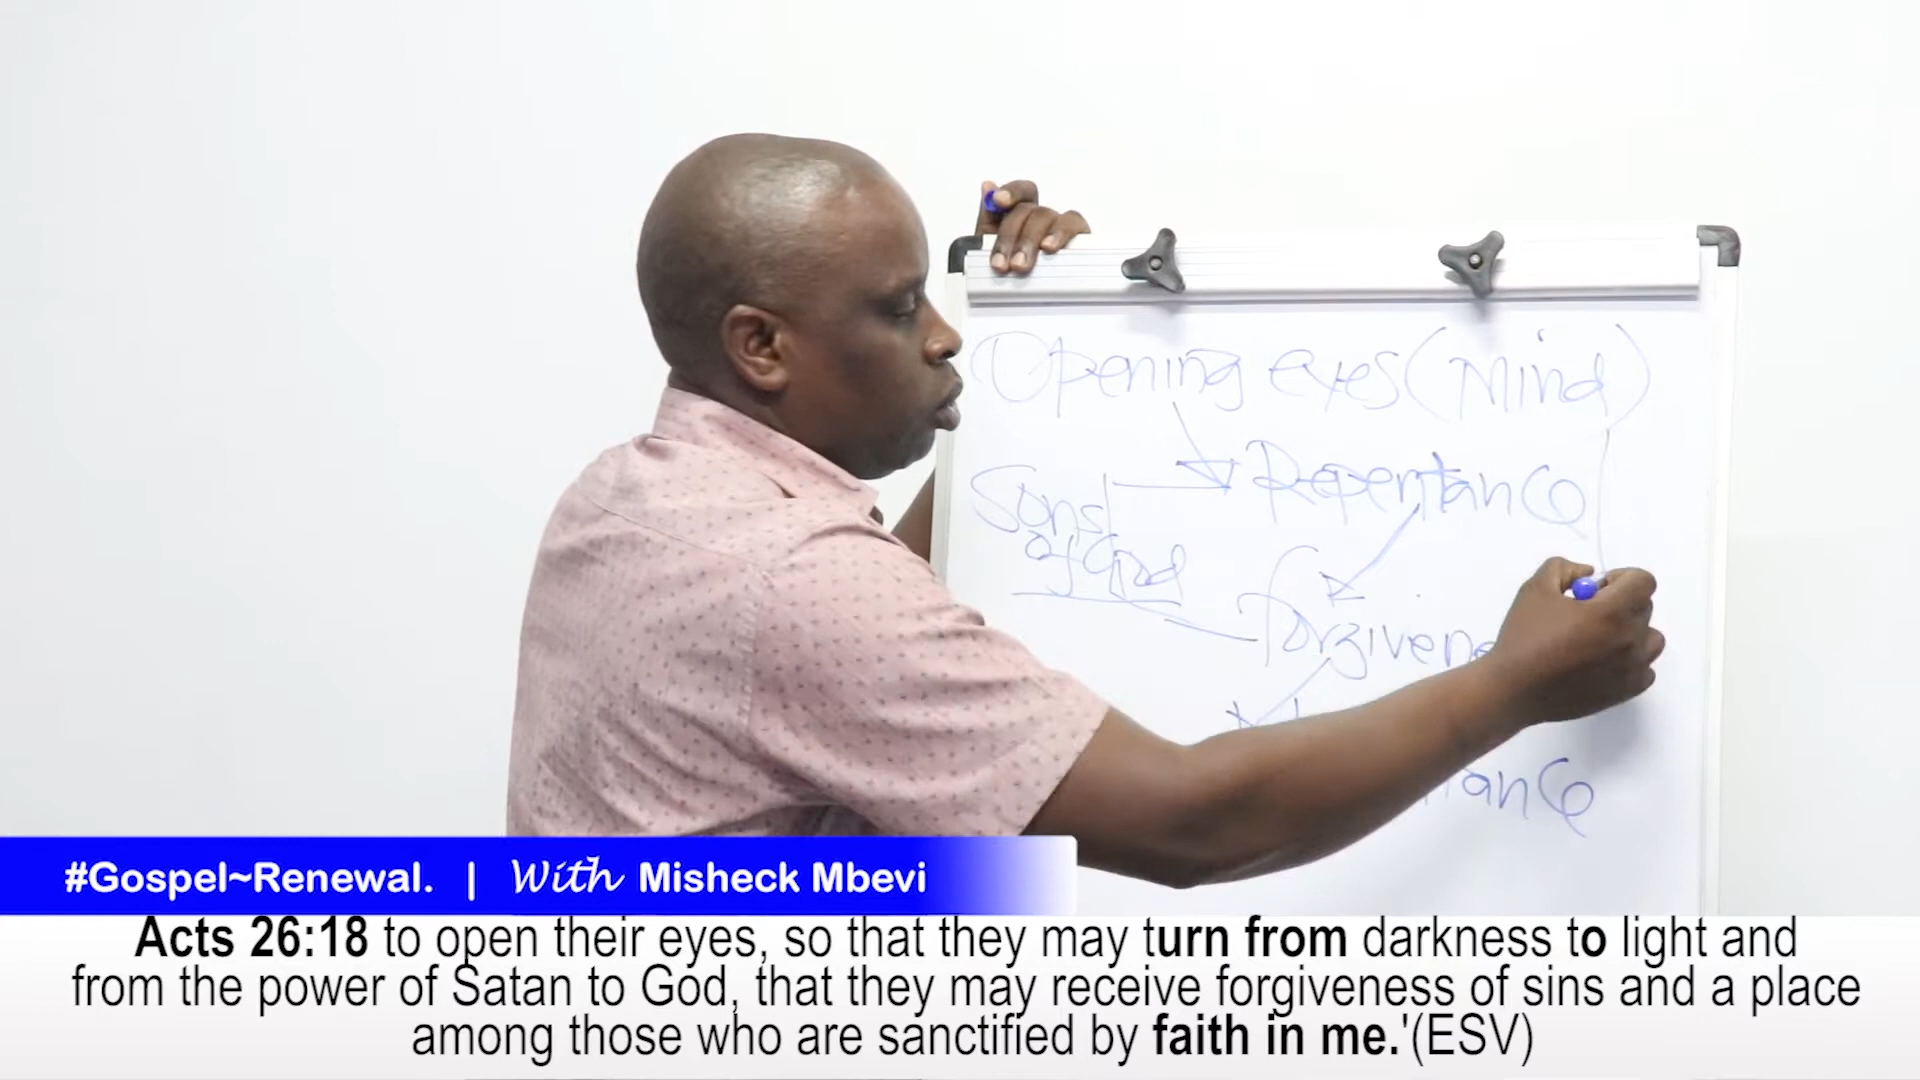 Opening eyes (Mind)
Repentance
Sons
of God
forgivene
tance
#Gospel~Renewal. | With Misheck Mbevi
Acts 26:18 to open their eyes, so that they may turn from darkness to light and
from the power of Satan to God, that they may receive forgiveness of sins and a place
among those who are sanctified by faith in me.'(ESV)